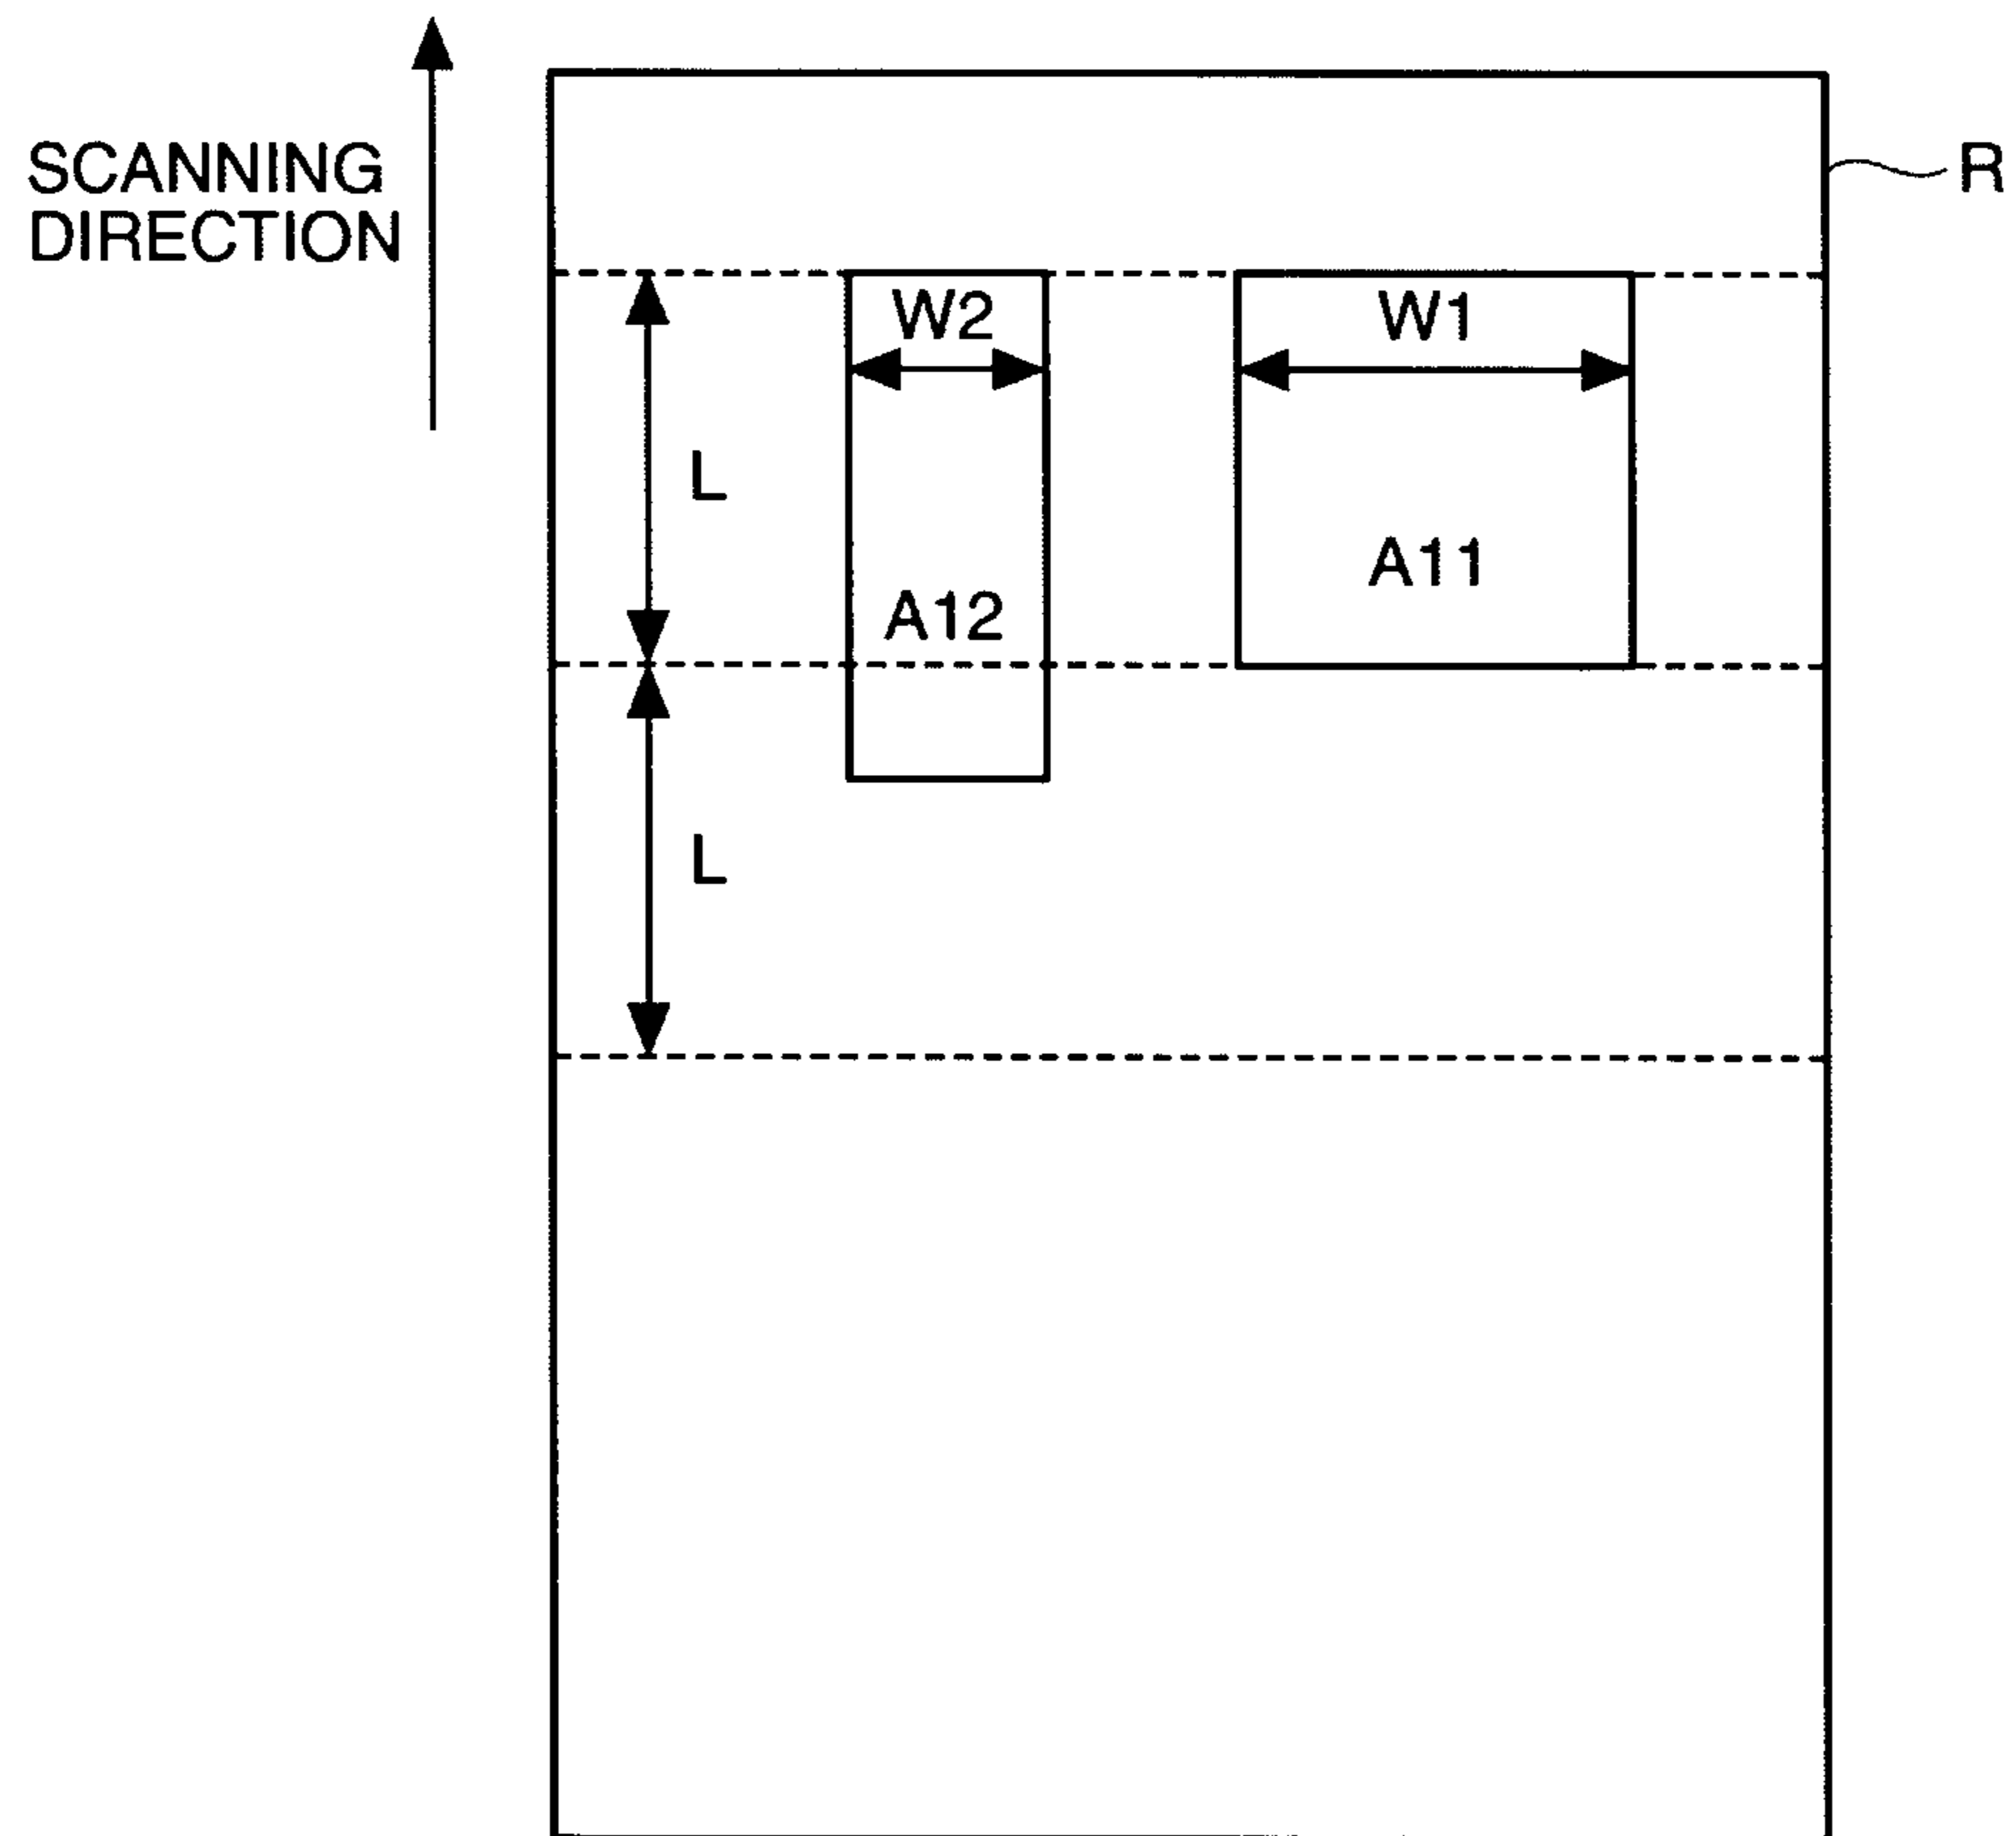 SCANNING
DIRECTION
R
W2
W1
L
A11
A12
L